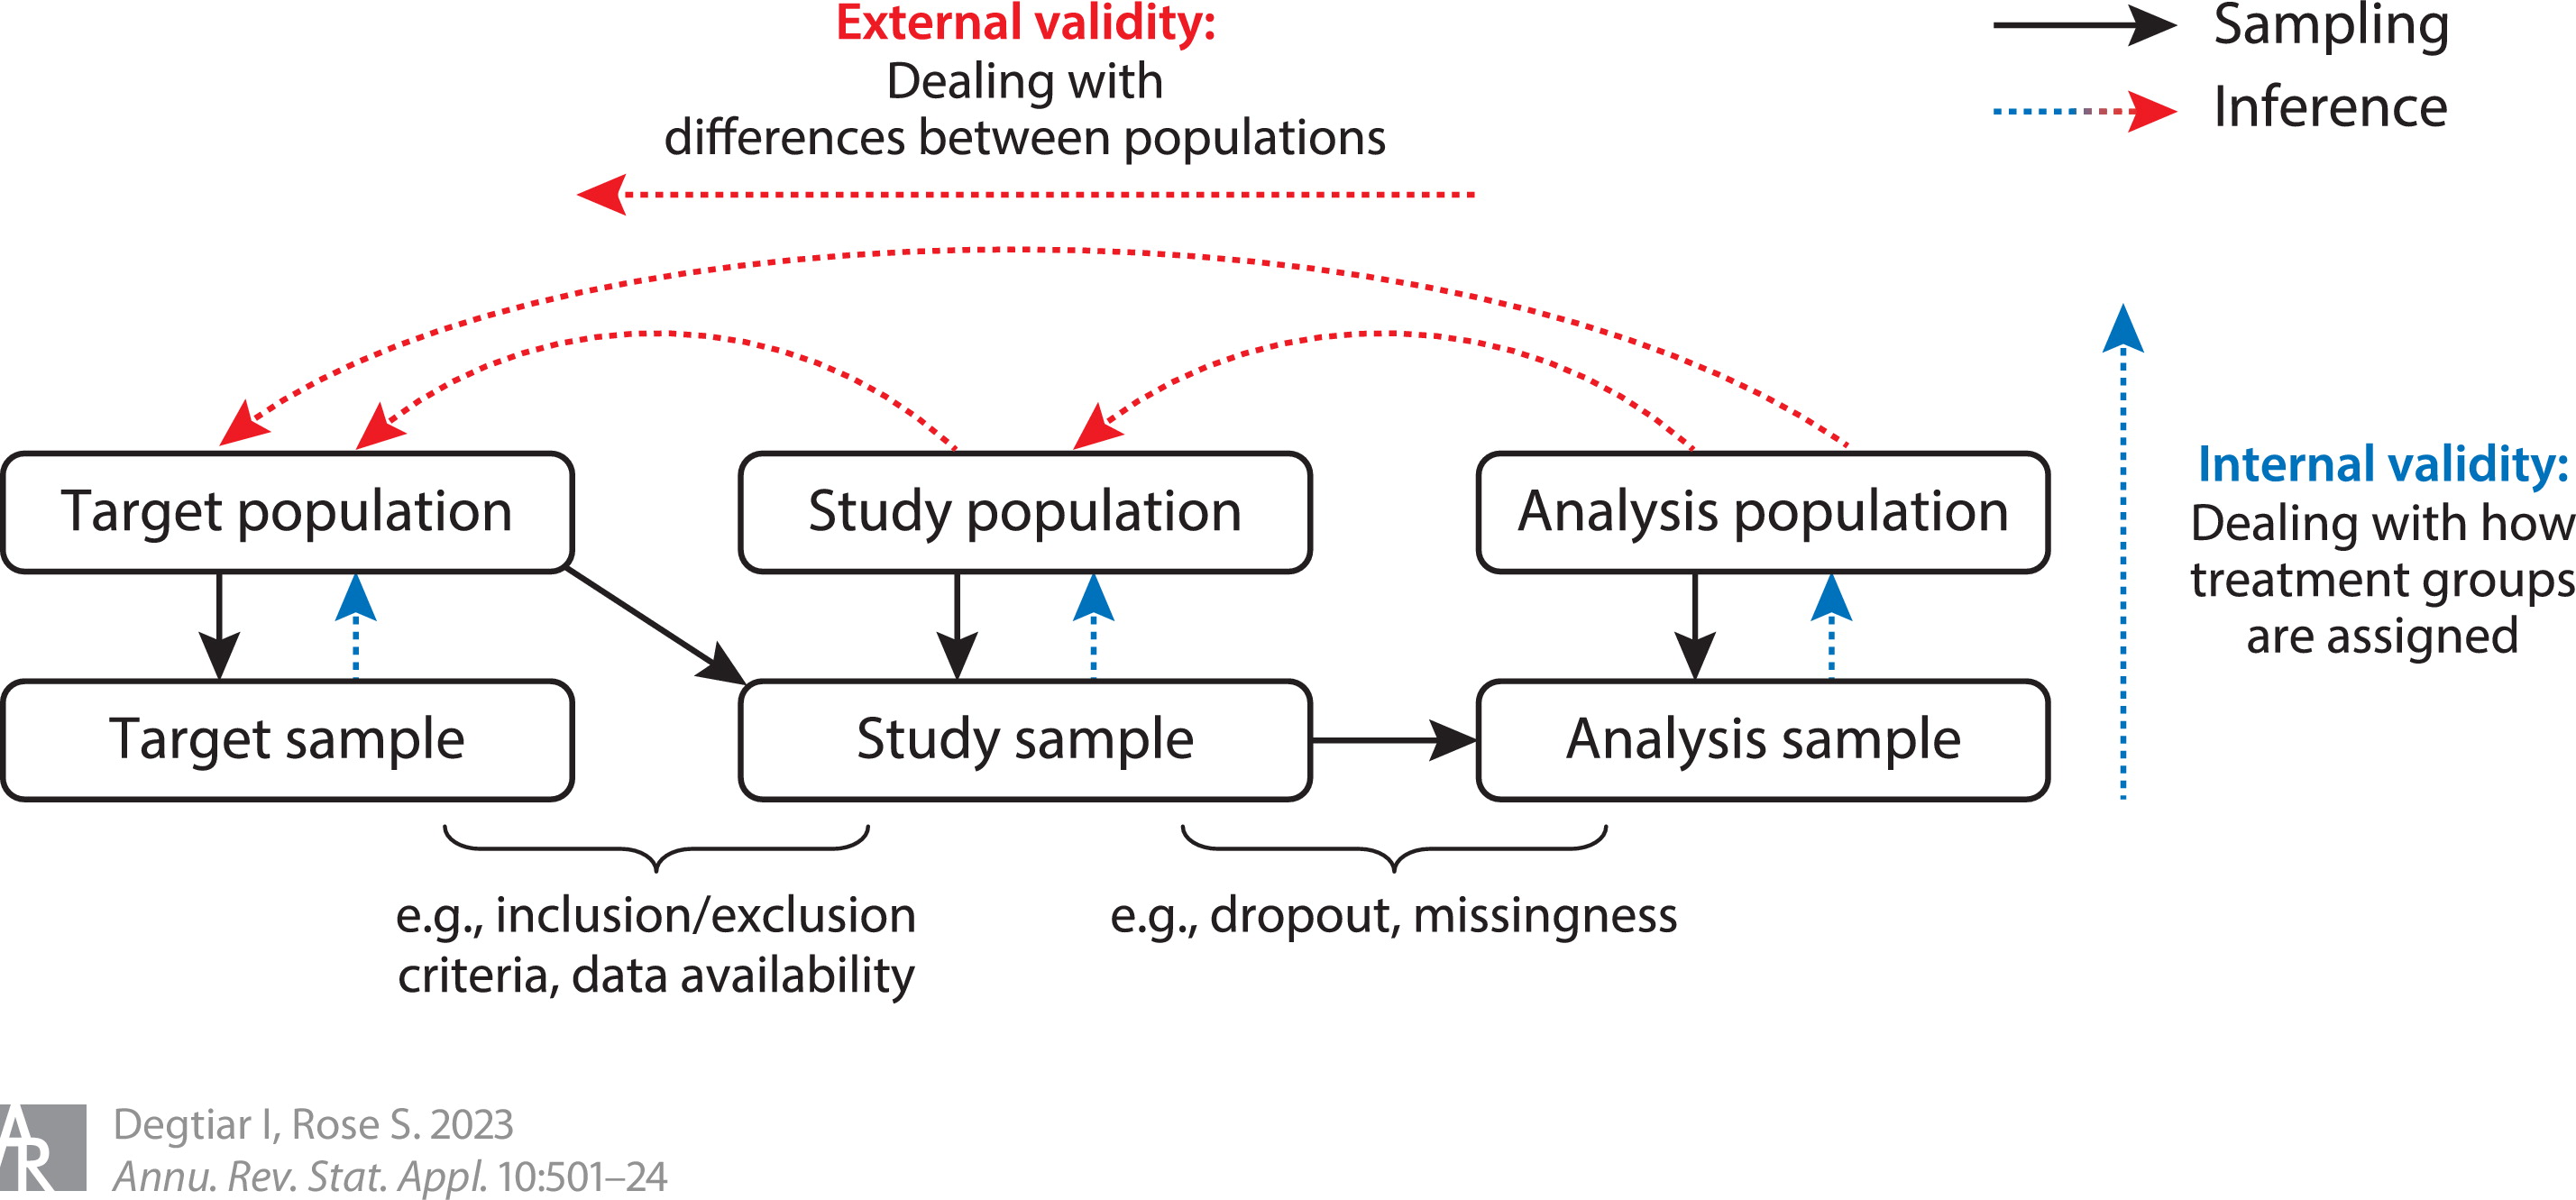 External validity:
Dealing with
differences between populations
Sampling
Inference
Target population
Study population
Analysis population
Internal validity:
Dealing with how
treatment groups
are assigned
Target sample
Study sample
Analysis sample
e.g., inclusion/exclusion
criteria, data availability
e.g., dropout, missingness
AR
Degtiar I, Rose S. 2023
Annu. Rev. Stat. Appl. 10:501–24